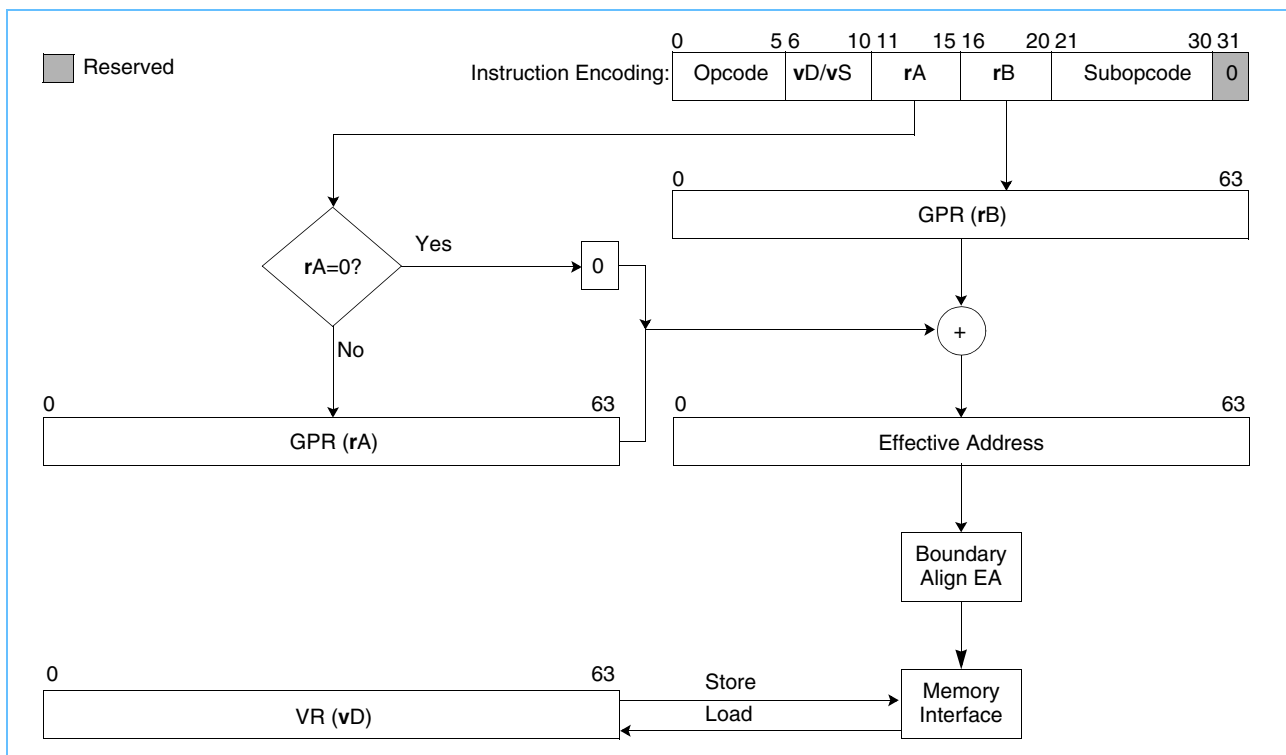 Reserved
0 5 6 10 11 15 16 20 21 30 31
Instruction Encoding: Opcode vD/vS rA rB Subopcode 0
0 63
GPR (rB)
rA=0?
Yes
0
+
No
0 63
GPR (rA)
0 63
Effective Address
Boundary
Align EA
0 63
VR (vD)
Store
Load
Memory
Interface